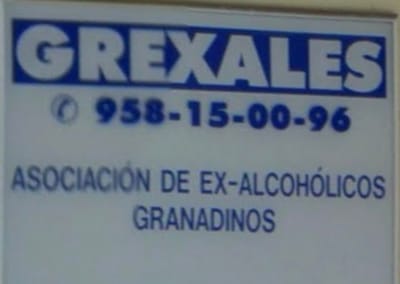 GREXALES
✆ 958-15-00-96
ASOCIACIÓN DE EX-ALCOHÓLICOS
GRANADINOS